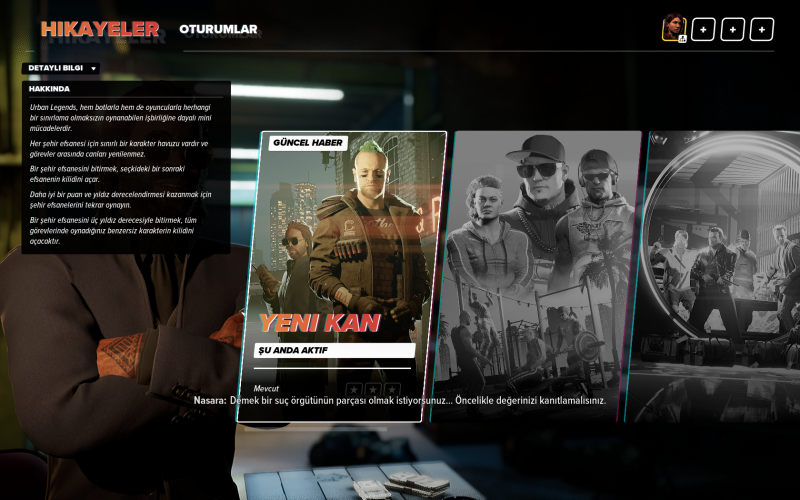 HIKAYELER
OTURUMLAR
DETAYLI BILGI
HAKKINDA
Urban Legends, hem botlarla hem de oyuncularla herhangi
bir sınırlama olmaksızın oynanabilen işbirliğine dayalı mini
mücadelerdir.
Her şehir efsanesi için sınırlı bir karakter havuzu vardır ve
görevler arasında canları yenilenmez.
Bir şehir efsanesini bitirmek, seçkideki bir sonraki
efsanenin kilidini açar.
Daha iyi bir puan ve yıldız derecelendirmesi kazanmak için
şehir efsanelerini tekrar oynayın.
Bir şehir efsanesini üç yıldız derecesiyle bitirmek, tüm
görevlerinde oynadığınız benzersiz karakterin kilidini
açacaktır.
GÜNCEL HABER
YENI KAN
ŞU ANDA AKTIF
Mevcut
Nasara: Demek bir suç örgütünün parçası olmak istiyorsunuz... Öncelikle değerinizi kanıtlamalısınız.